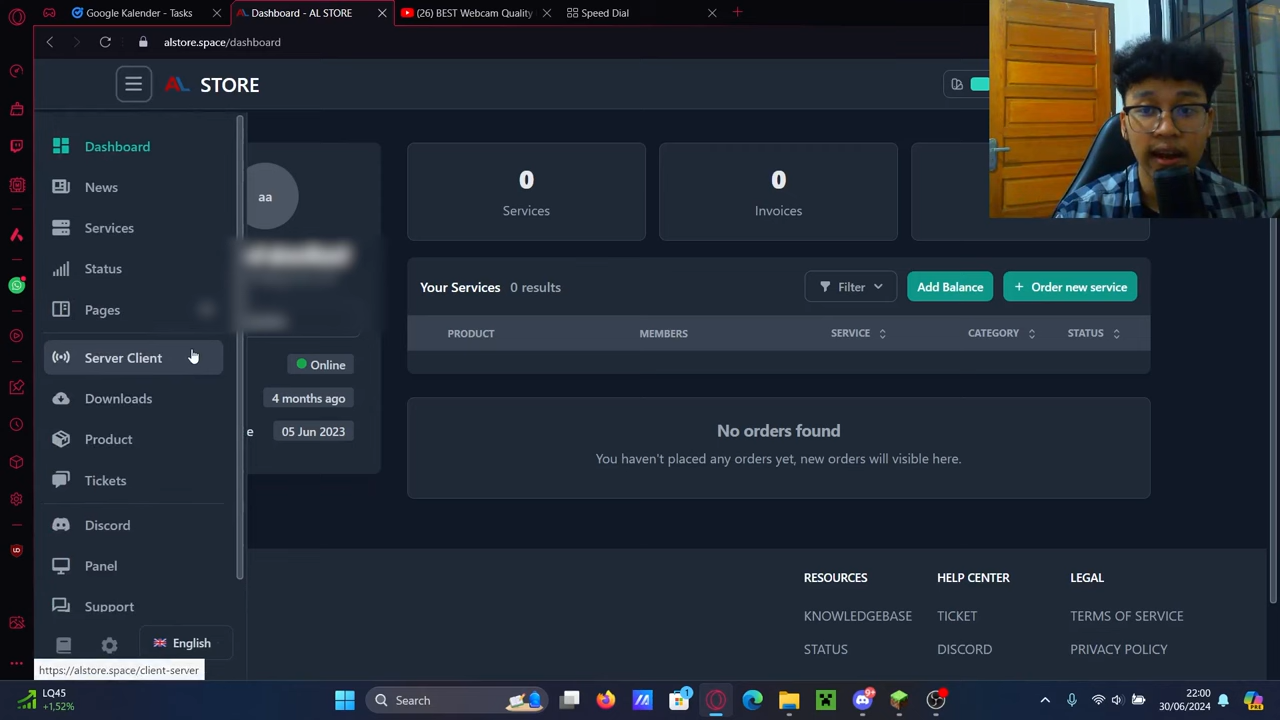 Google Kalender - Tasks
Dashboard - AL STORE
(26) BEST Webcam Quality
Speed Dial
alstore.space/dashboard
AL STORE
Dashboard
News
Services
Status
Pages
Server Client
Downloads
Product
Tickets
Discord
Panel
Support
English
https://alstore.space/client-server
aa
Online
4 months ago
e 05 Jun 2023
0
Services
0
Invoices
Your Services 0 results
Filter
Add Balance
+ Order new service
PRODUCT MEMBERS SERVICE CATEGORY STATUS
No orders found
You haven't placed any orders yet, new orders will visible here.
RESOURCES
KNOWLEDGEBASE
STATUS
HELP CENTER
TICKET
DISCORD
LEGAL
TERMS OF SERVICE
PRIVACY POLICY
LQ45
+1,52%
Search
22:00
30/06/2024